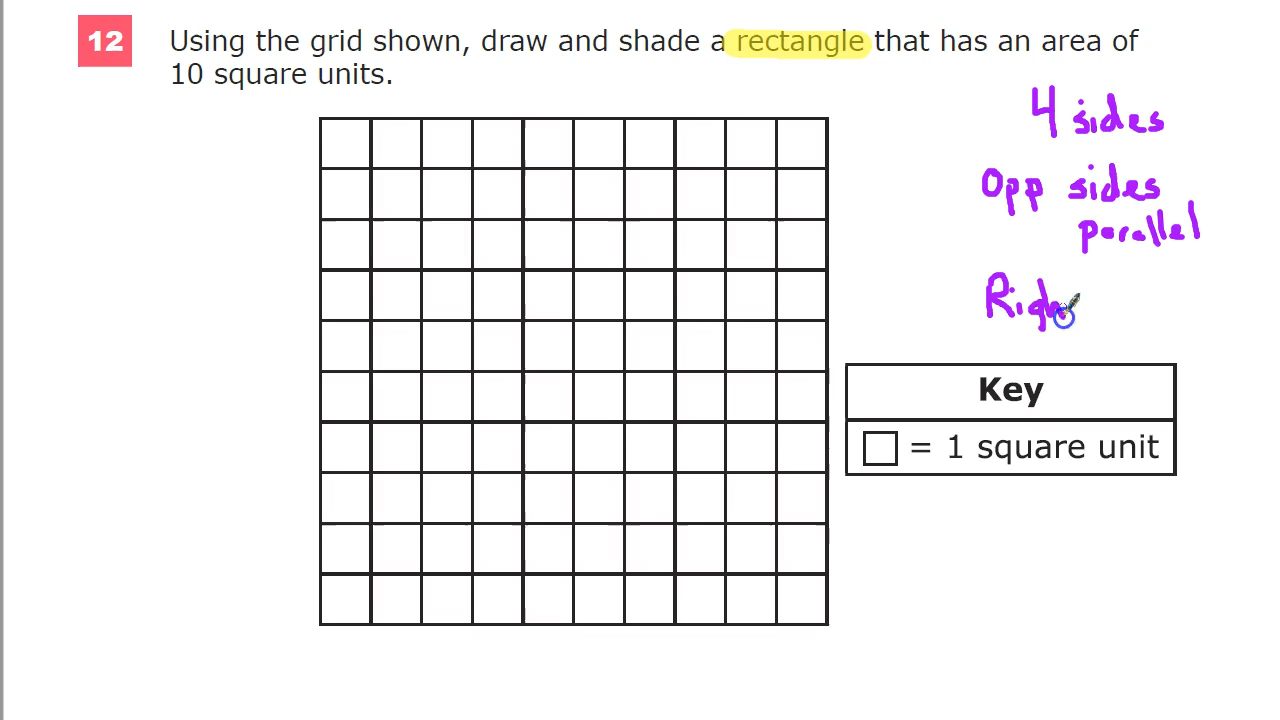 12
Using the grid shown, draw and shade a rectangle that has an area of
10 square units.
4 sides
Opp sides
parallel
Righ
Key
= 1 square unit